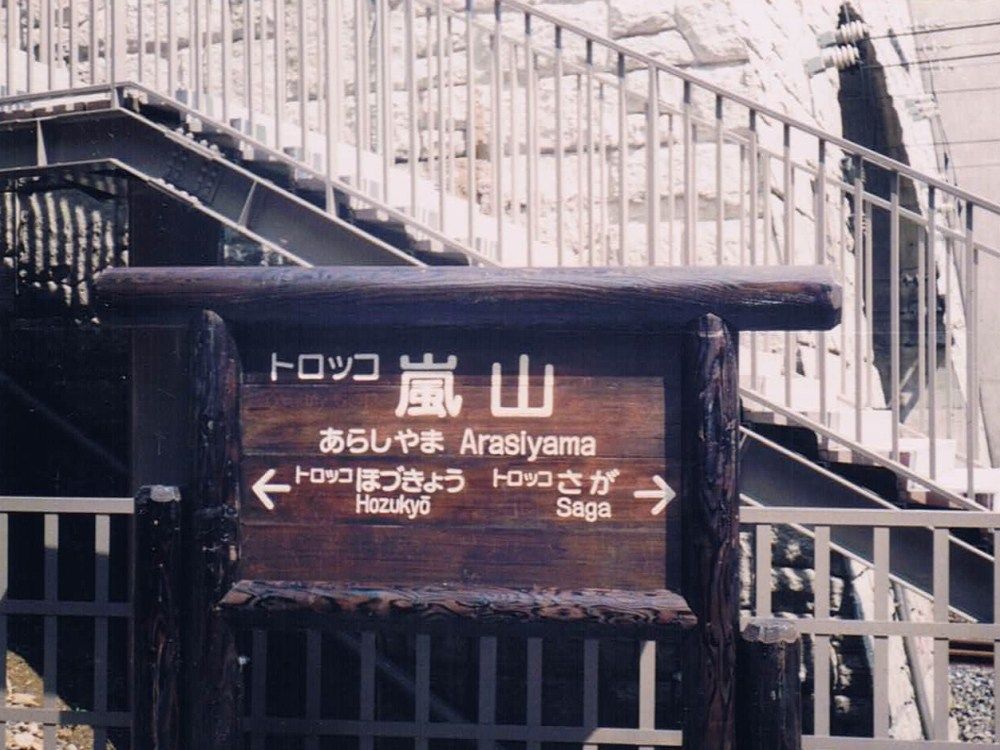 トロッコ 嵐山
あらしやま Arasiyama
← トロッコ ほづきょう トロッコ さが →
Hozukyō Saga